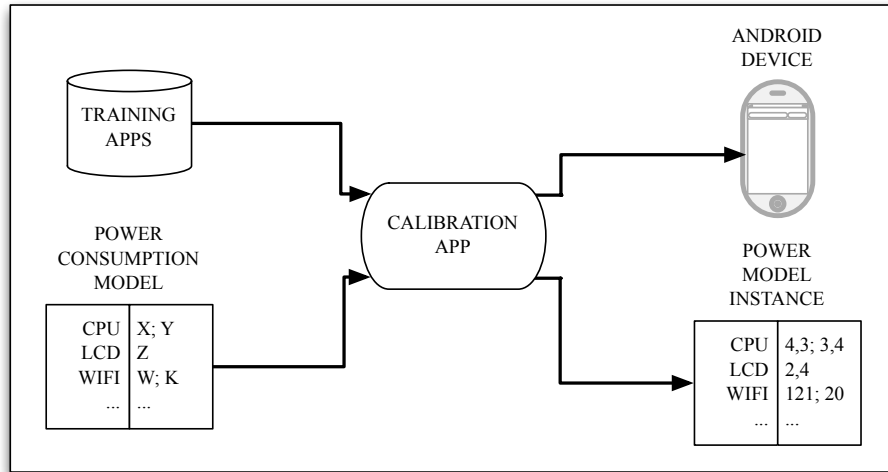 TRAINING
APPS
POWER
CONSUMPTION
MODEL
CPU X; Y
LCD Z
WIFI W; K
... ...
CALIBRATION
APP
ANDROID
DEVICE
POWER
MODEL
INSTANCE
CPU 4,3; 3,4
LCD 2,4
WIFI 121; 20
... ...